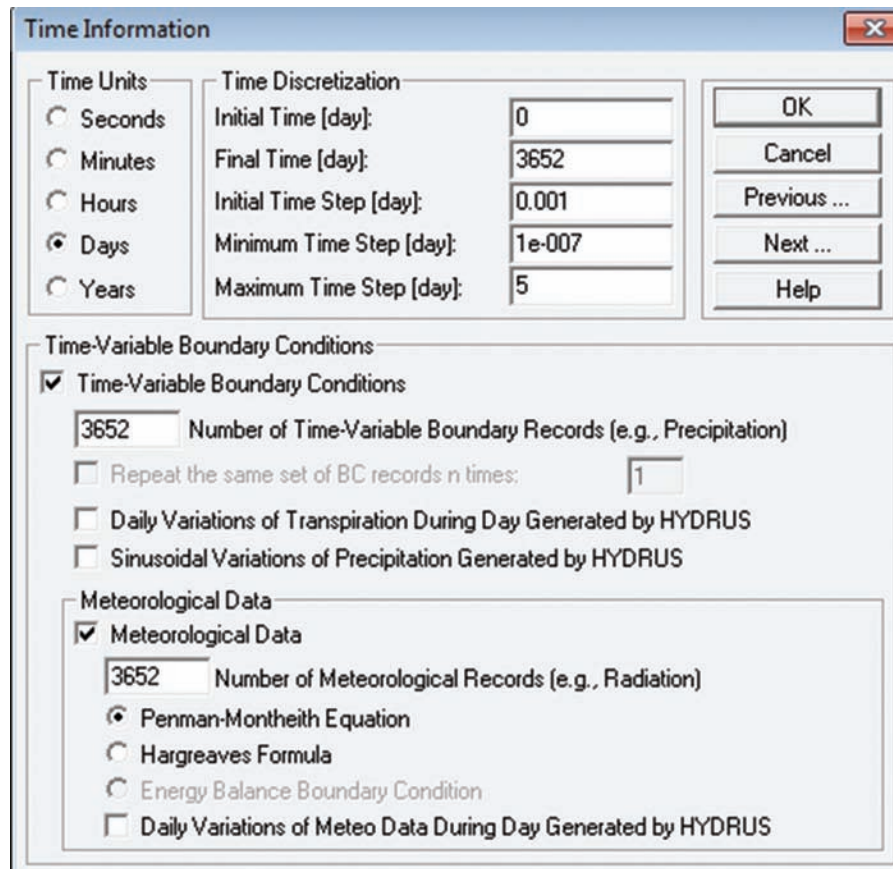 Time Information
Time Units
Seconds
Minutes
Hours
Days
Years
Time Discretization
Initial Time [day]: 0
Final Time [day]: 3652
Initial Time Step [day]: 0.001
Minimum Time Step [day]: 1e-007
Maximum Time Step [day]: 5
OK
Cancel
Previous ...
Next ...
Help
Time-Variable Boundary Conditions
Time-Variable Boundary Conditions
3652 Number of Time-Variable Boundary Records (e.g., Precipitation)
Repeat the same set of BC records n times: 1
Daily Variations of Transpiration During Day Generated by HYDRUS
Sinusoidal Variations of Precipitation Generated by HYDRUS
Meteorological Data
Meteorological Data
3652 Number of Meteorological Records (e.g., Radiation)
Penman-Montheith Equation
Hargreaves Formula
Energy Balance Boundary Condition
Daily Variations of Meteo Data During Day Generated by HYDRUS